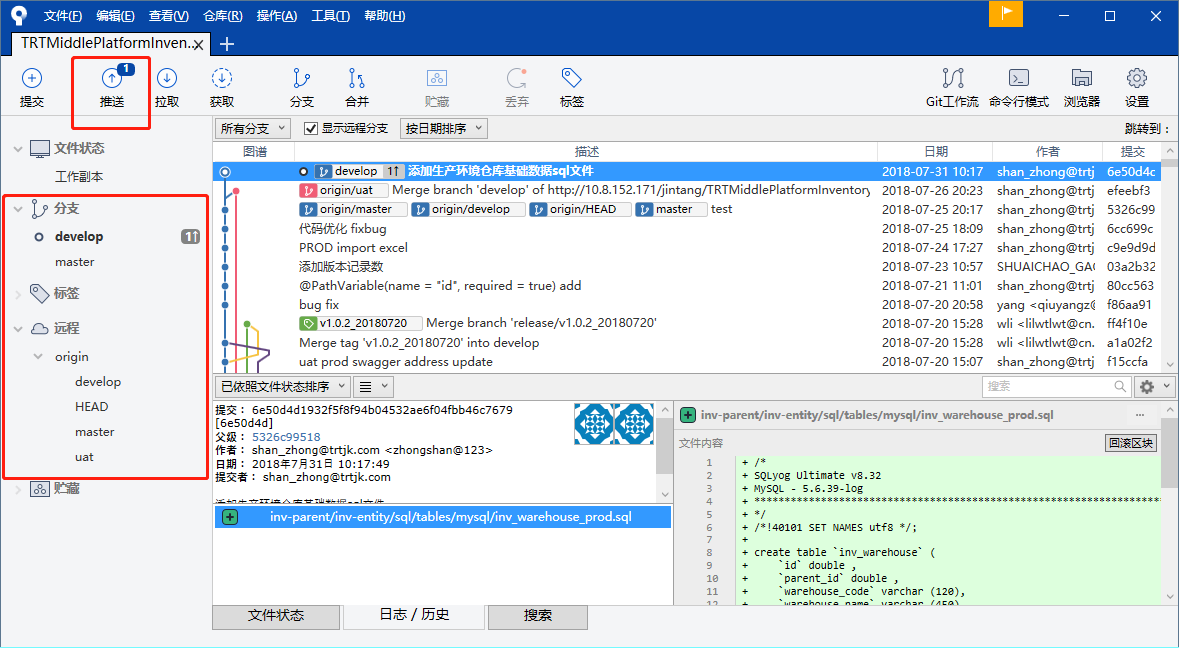 文件(F) 编辑(E) 查看(V) 仓库(R) 操作(A) 工具(T) 帮助(H)
TRTMiddlePlatformInven..
提交 推送 1 拉取 获取 分支 合并 贮藏 丢弃 标签 Git工作流 命令行模式 浏览器 设置
文件状态
工作副本
分支
develop 1↑
master
标签
远程
origin
develop
HEAD
master
uat
贮藏
所有分支 显示远程分支 按日期排序 跳转到：
图谱 描述 日期 作者 提交
develop 1↑ 添加生产环境仓库基础数据sql文件 2018-07-31 10:17 shan_zhong@trtj 6e50d4c
origin/uat Merge branch 'develop' of http://10.8.152.171/jintang/TRTMiddlePlatformInventory 2018-07-26 20:23 shan_zhong@trtj efeebf3
origin/master origin/develop origin/HEAD master test 2018-07-25 20:17 shan_zhong@trtj 5326c99
代码优化 fixbug 2018-07-25 18:09 shan_zhong@trtj 6cc699c
PROD import excel 2018-07-24 17:27 shan_zhong@trtj c9e9d9d
添加版本记录数 2018-07-23 10:57 SHUAICHAO_GAO 03a2b32
@PathVariable(name = "id", required = true) add 2018-07-21 11:01 shan_zhong@trtj 80cc563
bug fix 2018-07-20 20:58 yang <qiuyangz@ f86aa91
v1.0.2_20180720 Merge branch 'release/v1.0.2_20180720' 2018-07-20 15:28 wli <lilwtlwt@cn. ff4f10e
Merge tag 'v1.0.2_20180720' into develop 2018-07-20 15:28 wli <lilwtlwt@cn. a1a02f2
uat prod swagger address update 2018-07-20 15:07 shan_zhong@trtj f15ccfa
已依照文件状态排序 搜索
提交： 6e50d4d1932f5f8f94b04532ae6f04fbb46c7679
[6e50d4d]
父级： 5326c99518
作者： shan_zhong@trtjk.com <zhongshan@123>
日期： 2018年7月31日 10:17:49
提交者： shan_zhong@trtjk.com
添加生产环境仓库基础数据sql文件
inv-parent/inv-entity/sql/tables/mysql/inv_warehouse_prod.sql
inv-parent/inv-entity/sql/tables/mysql/inv_warehouse_prod.sql ...
文件内容 回滚区块
1 + /*
2 + SQLyog Ultimate v8.32
3 + MySQL - 5.6.39-log
4 + *********************************************************************
5 + */
6 + /*!40101 SET NAMES utf8 */;
7 +
8 + create table `inv_warehouse` (
9 + `id` double ,
10 + `parent_id` double ,
11 + `warehouse_code` varchar (120),
12 + `warehouse_name` varchar (450),
文件状态 日志 / 历史 搜索